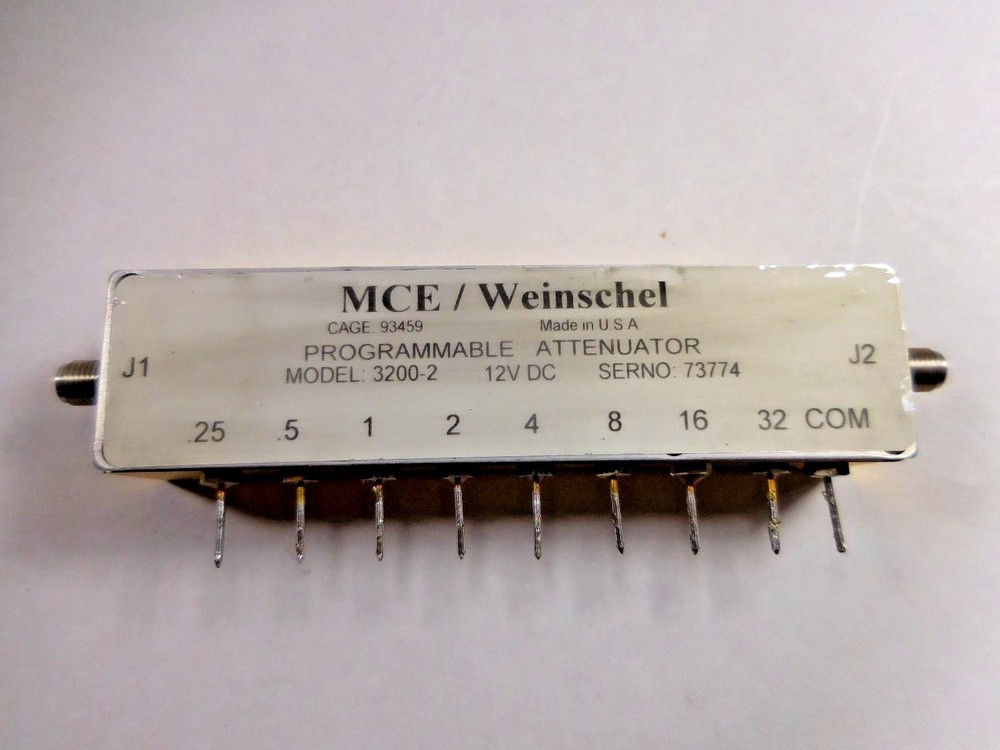 MCE / Weinschel
CAGE: 93459 Made in U S A.
PROGRAMMABLE ATTENUATOR
MODEL: 3200-2 12V DC SERNO: 73774
J1 J2
.25 .5 1 2 4 8 16 32 COM